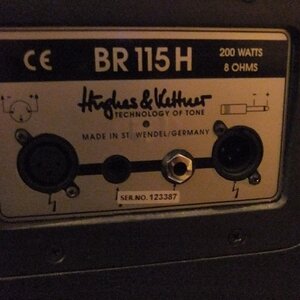 CE BR 115 H 200 WATTS
8 OHMS
Hughes & Kettner
TECHNOLOGY OF TONE
MADE IN ST. WENDEL/GERMANY
SER.NO. 123387